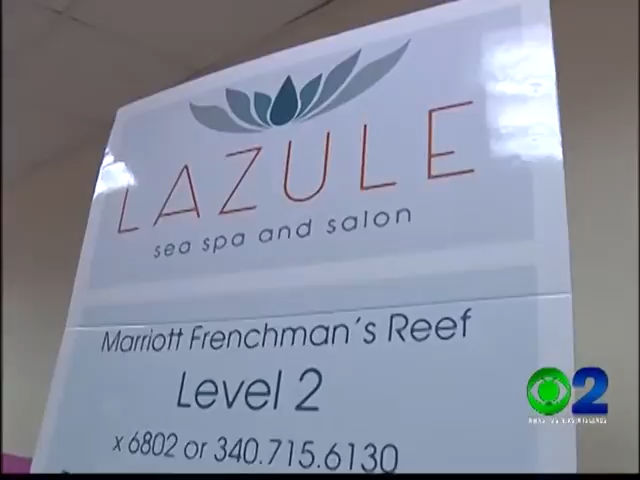 LAZULE
sea spa and salon
Marriott Frenchman's Reef
Level 2
x 6802 or 340.715.6130
2